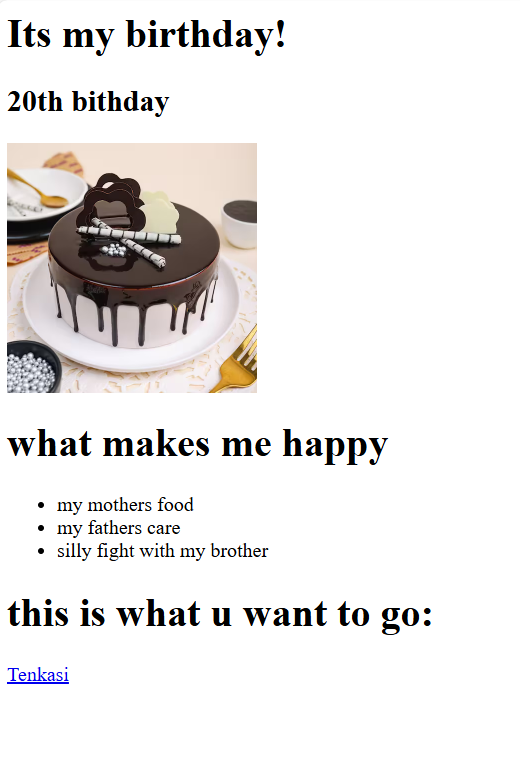 Its my birthday!
20th bithday
what makes me happy
my mothers food
my fathers care
silly fight with my brother
this is what u want to go:
Tenkasi